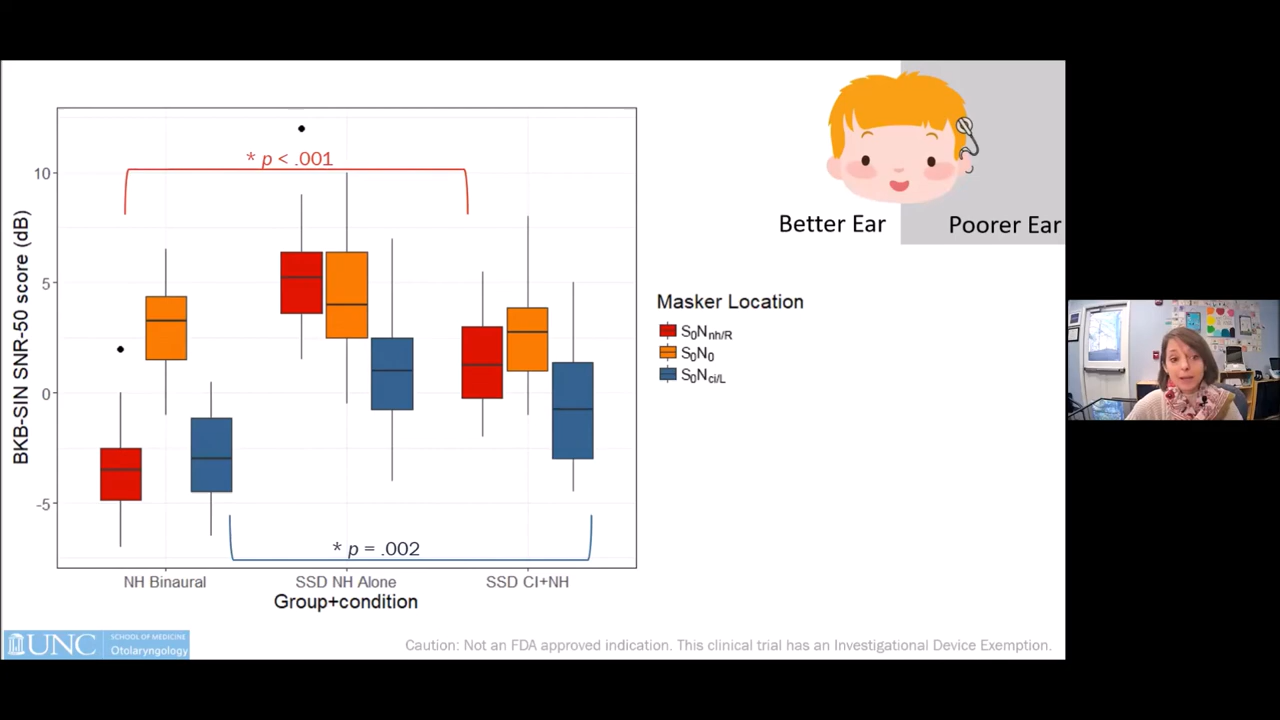 * p < .001
10
5
0
-5
BKB-SIN SNR-50 score (dB)
* p = .002
NH Binaural
SSD NH Alone
SSD CI+NH
Group+condition
Better Ear
Poorer Ear
Masker Location
S0Nnh/R
S0N0
S0Nci/L
UNC
SCHOOL OF MEDICINE
Otolaryngology
Caution: Not an FDA approved indication. This clinical trial has an Investigational Device Exemption.